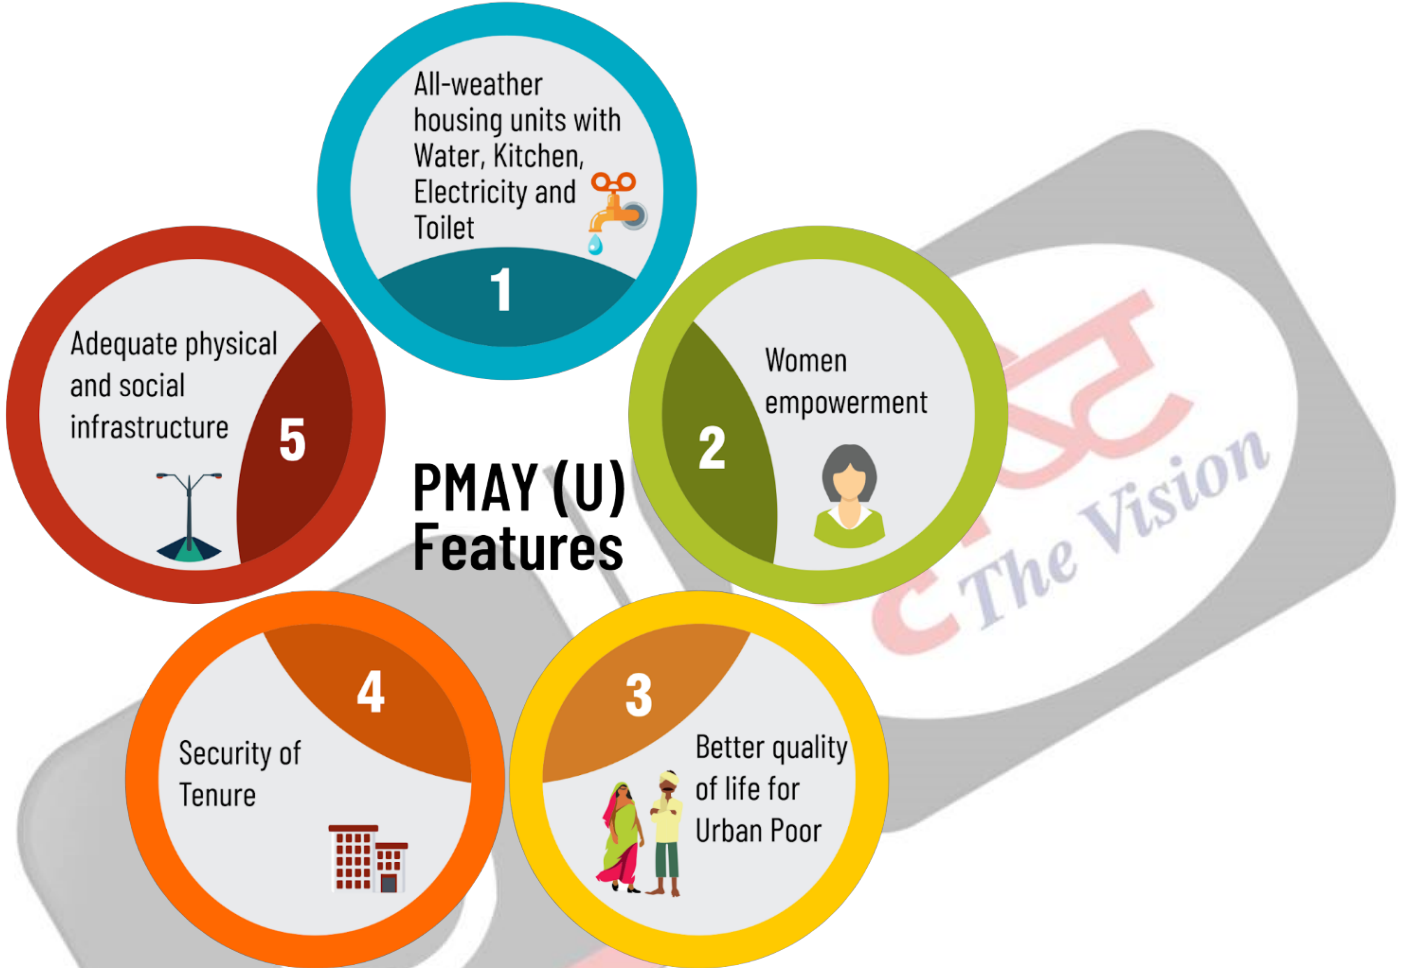 All-weather
housing units with
Water, Kitchen,
Electricity and
Toilet
1
Women
empowerment
2
3
Better quality
of life for
Urban Poor
4
Security of
Tenure
Adequate physical
and social
infrastructure
5
PMAY (U)
Features
The Vision